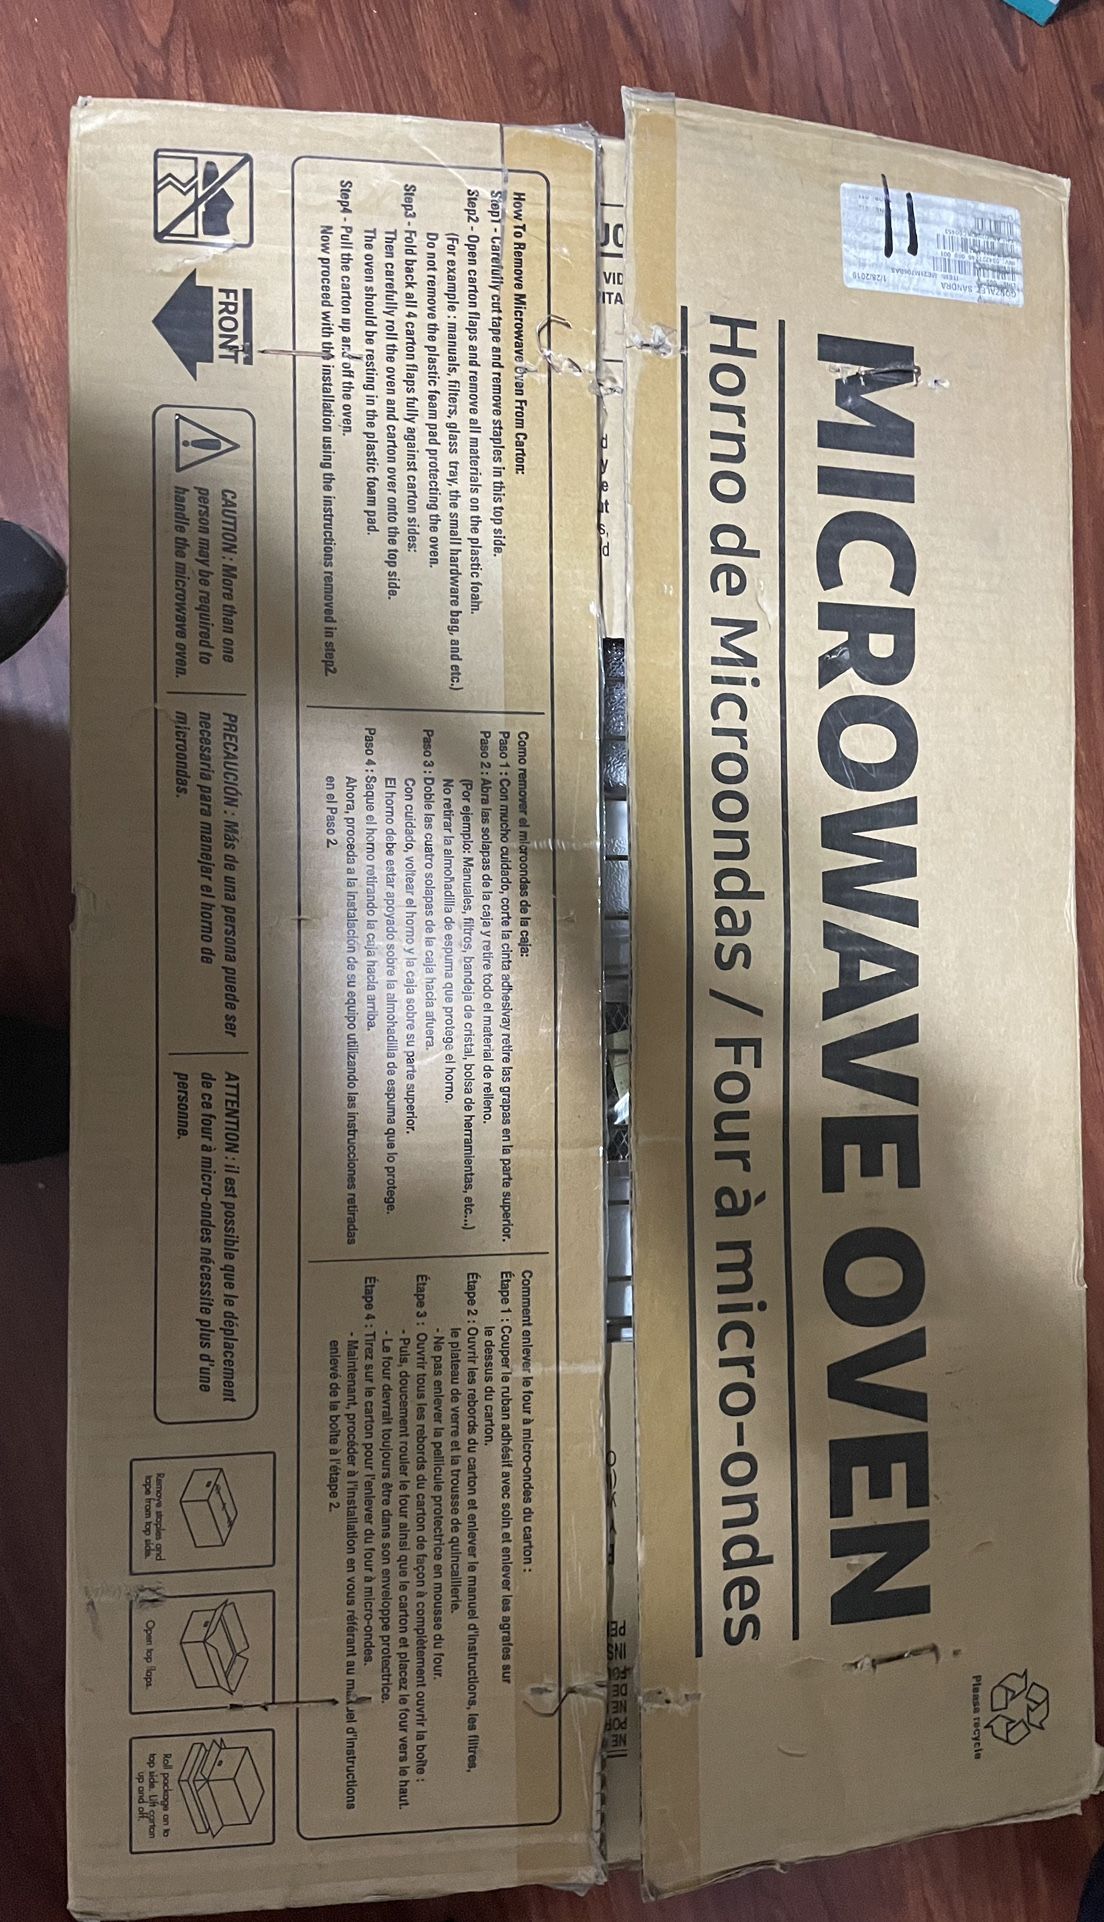 MICROWAVE OVEN
Horno de Microondas / Four à micro-ondes
Please recycle
GONZALEZ, SANDRA
1/28/2019
11
How To Remove Microwave Oven From Carton:
Step1 - Carefully cut tape and remove staples in this top side.
Step2 - Open carton flaps and remove all materials on the plastic foam.
(For example : manuals, filters, glass tray, the small hardware bag, and etc.)
Do not remove the plastic foam pad protecting the oven.
Step3 - Fold back all 4 carton flaps fully against carton sides:
Then carefully roll the oven and carton over onto the top side.
The oven should be resting in the plastic foam pad.
Step4 - Pull the carton up and off the oven.
Now proceed with the installation using the instructions removed in step2.
Como remover el microondas de la caja:
Paso 1 : Con mucho cuidado, corte la cinta adhesivay retire las grapas en la parte superior.
Paso 2 : Abra las solapas de la caja y retire todo el material de relleno.
(Por ejemplo: Manuales, filtros, bandeja de cristal, bolsa de herramientas, etc...)
No retirar la almohadilla de espuma que protege el horno.
Paso 3 : Doble las cuatro solapas de la caja hacia afuera.
Con cuidado, voltear el horno y la caja sobre su parte superior.
El horno debe estar apoyado sobre la almohadilla de espuma que lo protege.
Paso 4 : Saque el horno retirando la caja hacia arriba.
Ahora, proceda a la instalación de su equipo utilizando las instrucciones retiradas
en el Paso 2.
Comment enlever le four à micro-ondes du carton :
Étape 1 : Couper le ruban adhésif avec soin et enlever les agrafes sur
le dessus du carton.
Étape 2 : Ouvrir les rebords du carton et enlever le manuel d'instructions, les filtres,
le plateau de verre et la trousse de quincaillerie.
- Ne pas enlever la pellicule protectrice en mousse du four.
Étape 3 : Ouvrir tous les rebords du carton de façon à complètement ouvrir la boîte :
- Puis, doucement rouler le four ainsi que le carton et placez le four vers le haut.
- Le four devrait toujours être dans son enveloppe protectrice.
Étape 4 : Tirez sur le carton pour l'enlever du four à micro-ondes.
- Maintenant, procéder à l'installation en vous référant au manuel d'instructions
enlevé de la boîte à l'étape 2.
FRONT
CAUTION : More than one
person may be required to
handle the microwave oven.
PRECAUCIÓN : Más de una persona puede ser
necesaria para manejar el horno de
microondas.
ATTENTION : il est possible que le déplacement
de ce four à micro-ondes nécessite plus d'une
personne.
Remove staples and
tape from top side.
Open top flaps.
Roll package on to
top side. Lift carton
up and off.